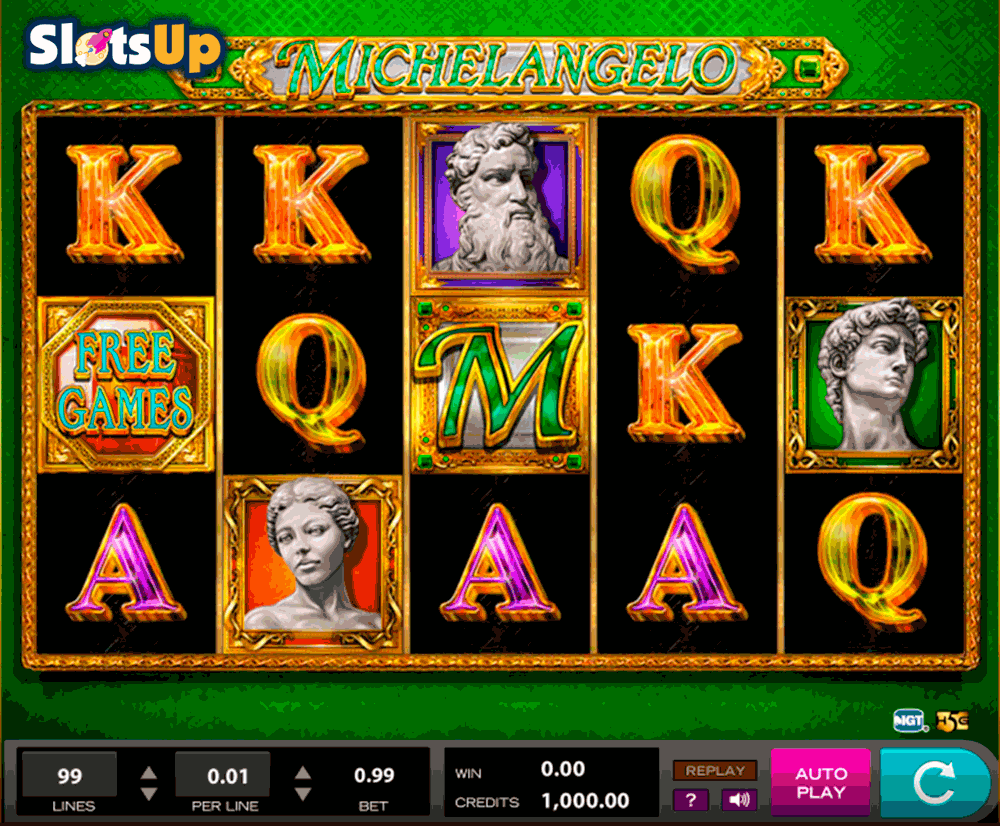 SlotsUp
MICHELANGELO
K K Q K
FREE
GAMES
Q M K
A A A Q
IGT H5G
99 0.01 0.99
LINES PER LINE BET
WIN 0.00
CREDITS 1,000.00
REPLAY
?
AUTO
PLAY